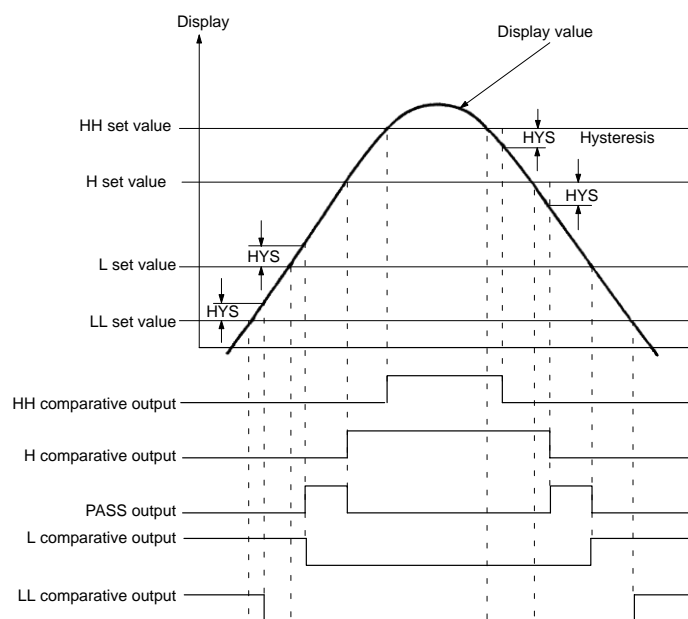 Display
Display value
HH set value
HYS
Hysteresis
H set value
HYS
HYS
L set value
HYS
LL set value
HH comparative output
H comparative output
PASS output
L comparative output
LL comparative output